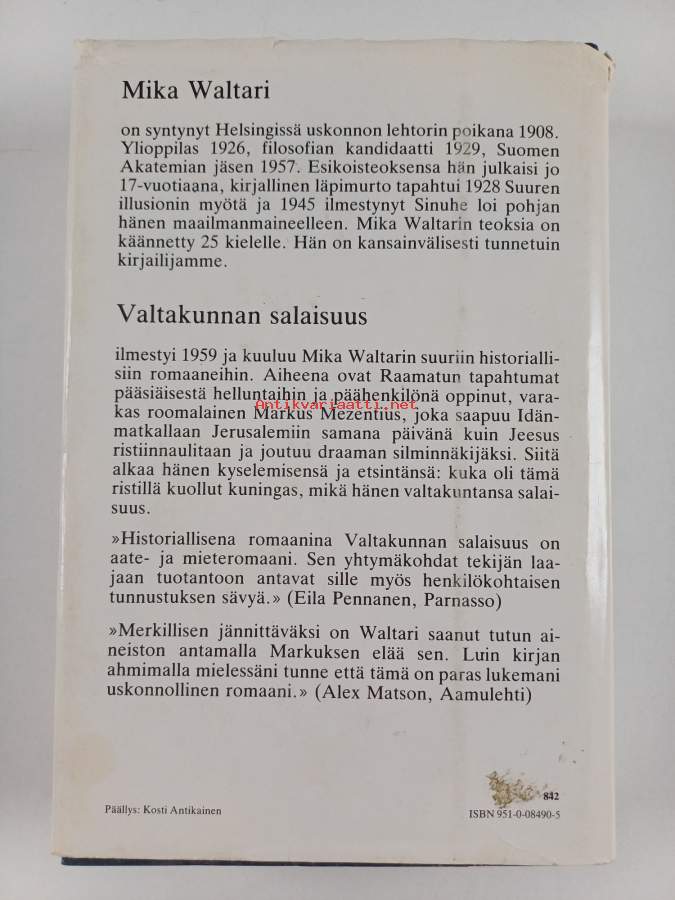 Mika Waltari
on syntynyt Helsingissä uskonnon lehtorin poikana 1908.
Ylioppilas 1926, filosofian kandidaatti 1929, Suomen
Akatemian jäsen 1957. Esikoisteoksensa hän julkaisi jo
17-vuotiaana, kirjallinen läpimurto tapahtui 1928 Suuren
illusionin myötä ja 1945 ilmestynyt Sinuhe loi pohjan
hänen maailmanmaineelleen. Mika Waltarin teoksia on
käännetty 25 kielelle. Hän on kansainvälisesti tunnetuin
kirjailijamme.
Valtakunnan salaisuus
ilmestyi 1959 ja kuuluu Mika Waltarin suuriin historialli-
siin romaaneihin. Aiheena ovat Raamatun tapahtumat
pääsiäisestä helluntaihin ja päähenkilönä oppinut, vara-
Antikvariaatti.net
kas roomalainen Markus Mezentius, joka saapuu Idän-
matkallaan Jerusalemiin samana päivänä kuin Jeesus
ristiinnaulitaan ja joutuu draaman silminnäkijäksi. Siitä
alkaa hänen kyselemisensä ja etsintänsä: kuka oli tämä
ristillä kuollut kuningas, mikä hänen valtakuntansa salai-
suus.
»Historiallisena romaanina Valtakunnan salaisuus on
aate- ja mieteromaani. Sen yhtymäkohdat tekijän laa-
jaan tuotantoon antavat sille myös henkilökohtaisen
tunnustuksen sävyä.» (Eila Pennanen, Parnasso)
»Merkillisen jännittäväksi on Waltari saanut tutun ai-
neiston antamalla Markuksen elää sen. Luin kirjan
ahmimalla mielessäni tunne että tämä on paras lukemani
uskonnollinen romaani.» (Alex Matson, Aamulehti)
842
Päällys: Kosti Antikainen
ISBN 951-0-08490-5